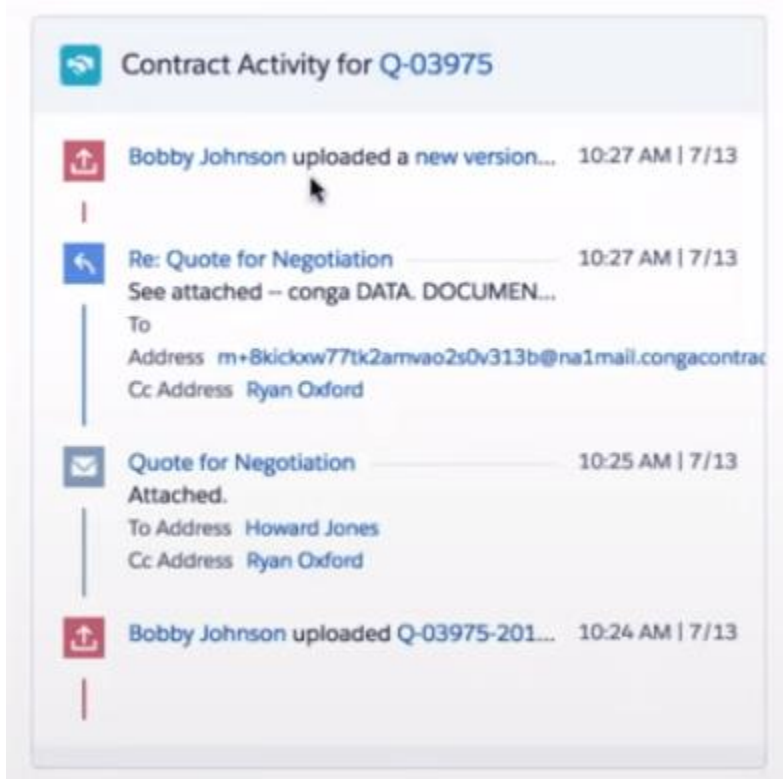 Contract Activity for Q-03975
Bobby Johnson uploaded a new version... 10:27 AM | 7/13
Re: Quote for Negotiation 10:27 AM | 7/13
See attached -- conga DATA. DOCUMEN...
To
Address m+8kickxw77tk2amvao2s0v313b@na1mail.congacontrac
Cc Address Ryan Oxford
Quote for Negotiation 10:25 AM | 7/13
Attached.
To Address Howard Jones
Cc Address Ryan Oxford
Bobby Johnson uploaded Q-03975-201... 10:24 AM | 7/13